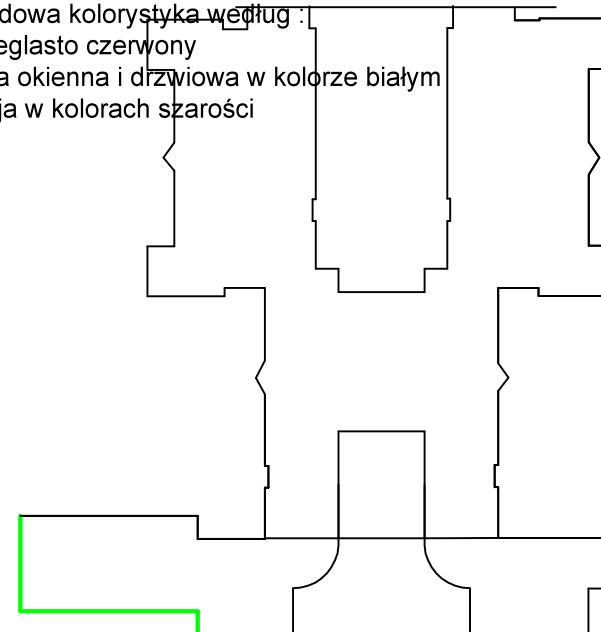 dowa kolorystyka według :
eglasto czerwony
a okienna i drzwiowa w kolorze białym
ja w kolorach szarości